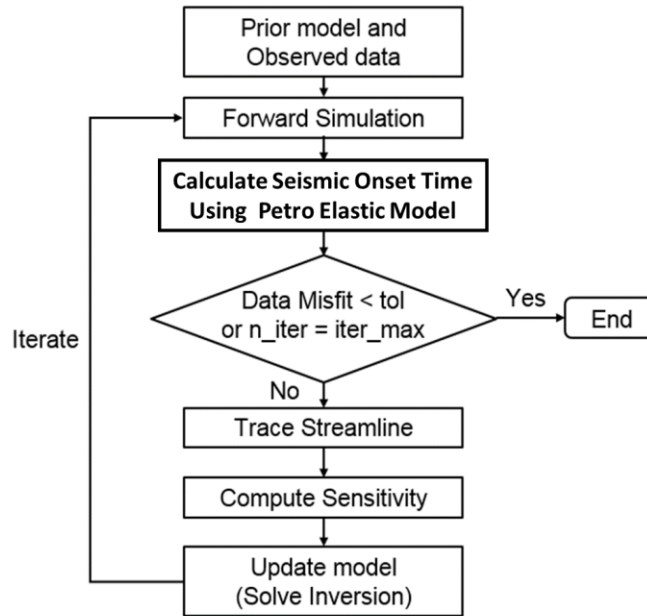 Prior model and
Observed data
Forward Simulation
Calculate Seismic Onset Time
Using Petro Elastic Model
Data Misfit < tol
or n_iter = iter_max
Yes
End
Iterate
No
Trace Streamline
Compute Sensitivity
Update model
(Solve Inversion)